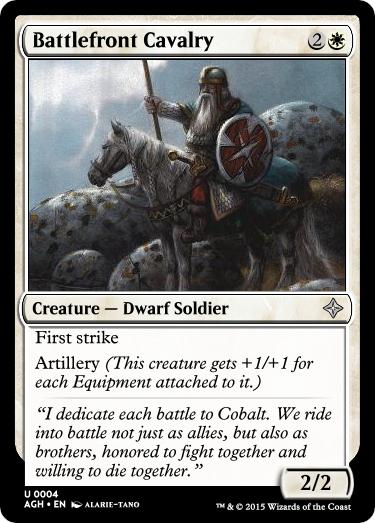 Battlefront Cavalry 2
Creature — Dwarf Soldier
First strike
Artillery (This creature gets +1/+1 for
each Equipment attached to it.)
“I dedicate each battle to Cobalt. We ride
into battle not just as allies, but also as
brothers, honored to fight together and
willing to die together.”
2/2
U 0004
AGH • EN ALARIE-TANO
™ & © 2015 Wizards of the Coast